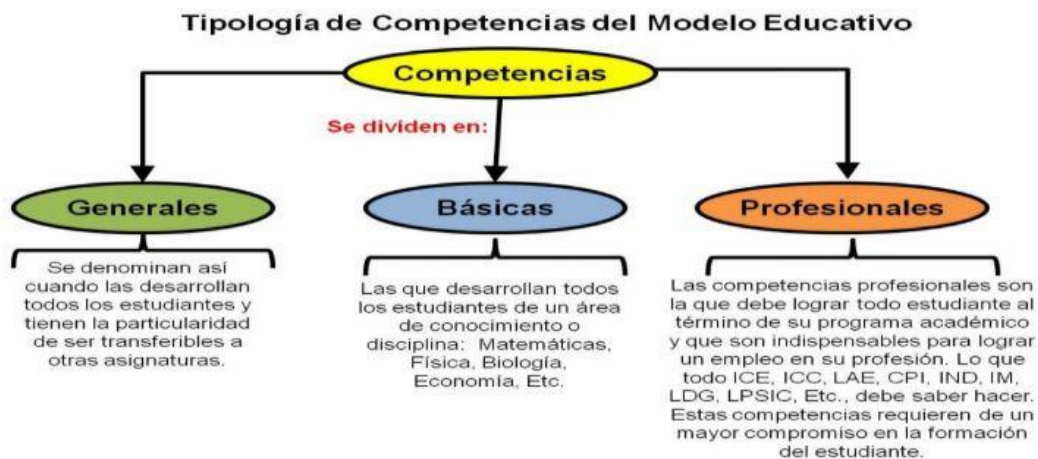 Tipología de Competencias del Modelo Educativo
Competencias
Se dividen en:
Generales
Se denominan así
cuando las desarrollan
todos los estudiantes y
tienen la particularidad
de ser transferibles a
otras asignaturas.
Básicas
Las que desarrollan todos
los estudiantes de un área
de conocimiento o
disciplina: Matemáticas,
Física, Biología,
Economía, Etc.
Profesionales
Las competencias profesionales son
la que debe lograr todo estudiante al
término de su programa académico
y que son indispensables para lograr
un empleo en su profesión. Lo que
todo ICE, ICC, LAE, CPI, IND, IM,
LDG, LPSIC, Etc., debe saber hacer.
Estas competencias requieren de un
mayor compromiso en la formación
del estudiante.